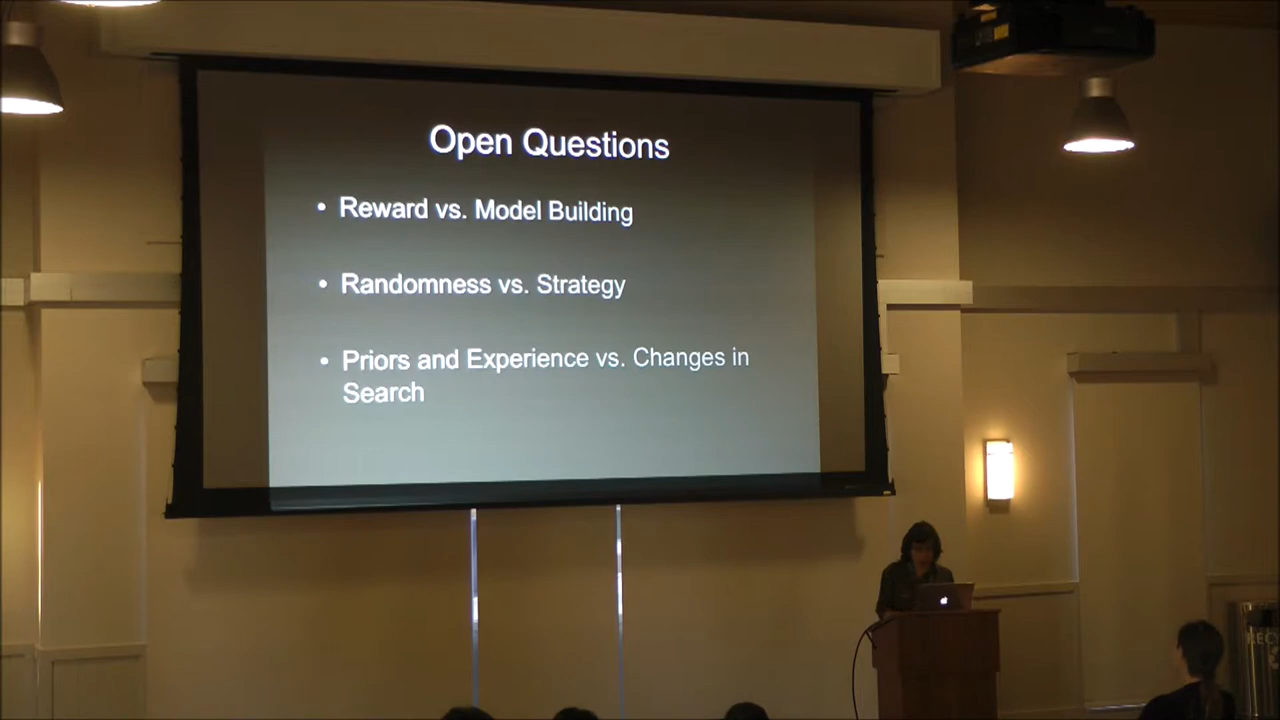 Open Questions
• Reward vs. Model Building
• Randomness vs. Strategy
• Priors and Experience vs. Changes in
Search